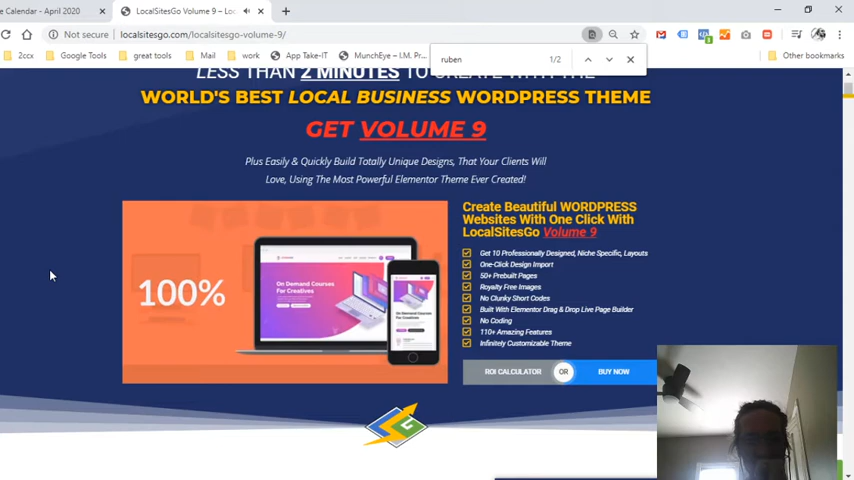 e Calendar - April 2020
LocalSitesGo Volume 9 – Loc
Not secure | localsitesgo.com/localsitesgo-volume-9/
2ccx
Google Tools
great tools
Mail
work
App Take-IT
MunchEye – I.M. Pr...
Other bookmarks
ruben
1/2
LESS THAN 2 MINUTES TO CREATE WITH THE
WORLD'S BEST LOCAL BUSINESS WORDPRESS THEME
GET VOLUME 9
Plus Easily & Quickly Build Totally Unique Designs, That Your Clients Will
Love, Using The Most Powerful Elementor Theme Ever Created!
100%
On Demand Courses
For Creatives
Create Beautiful WORDPRESS
Websites With One Click With
LocalSitesGo Volume 9
Get 10 Professionally Designed, Niche Specific, Layouts
One-Click Design Import
50+ Prebuilt Pages
Royalty Free Images
No Clunky Short Codes
Built With Elementor Drag & Drop Live Page Builder
No Coding
110+ Amazing Features
Infinitely Customizable Theme
ROI CALCULATOR
OR
BUY NOW